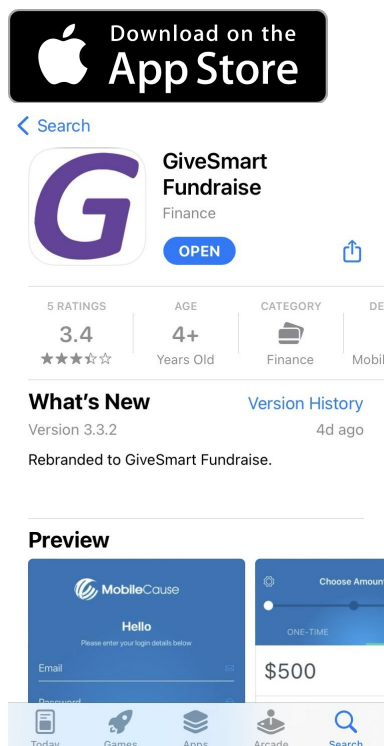 Download on the
App Store
Search
GiveSmart
Fundraise
Finance
OPEN
5 RATINGS
AGE
CATEGORY
3.4
4+
Years Old
Finance
What's New
Version History
Version 3.3.2
4d ago
Rebranded to GiveSmart Fundraise.
Preview
MobileCause
Hello
Please enter your login details below
Email
Password
Choose Amoun
ONE-TIME
$500
Today
Games
Apps
Arcade
Search